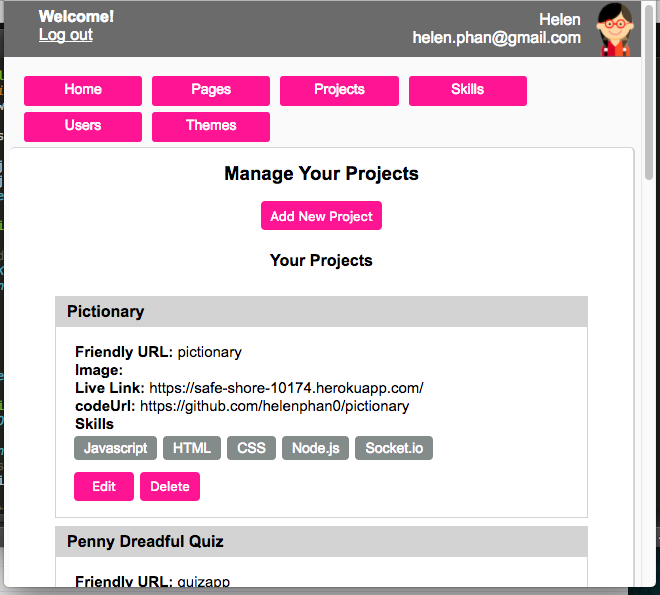 Welcome!
Log out
Helen
helen.phan@gmail.com
Home Pages Projects Skills
Users Themes
Manage Your Projects
Add New Project
Your Projects
Pictionary
Friendly URL: pictionary
Image:
Live Link: https://safe-shore-10174.herokuapp.com/
codeUrl: https://github.com/helenphan0/pictionary
Skills
Javascript HTML CSS Node.js Socket.io
Edit Delete
Penny Dreadful Quiz
Friendly URL: quizapp